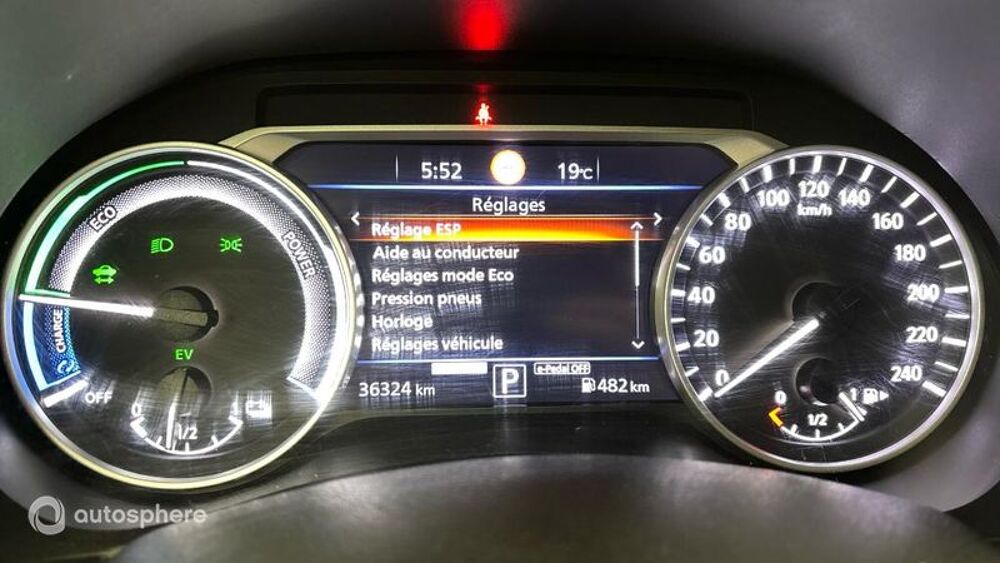 5:52 19°C
Réglages
Réglage ESP
Aide au conducteur
Réglages mode Eco
Pression pneus
Horloge
Réglages véhicule
36324 km P e-Pedal OFF 482 km
ECO
POWER
CHARGE
EV
OFF
0 1/2
0 20 40 60 80 100 120 140 160 180 200 220 240
km/h
0 1/2 1
autosphere